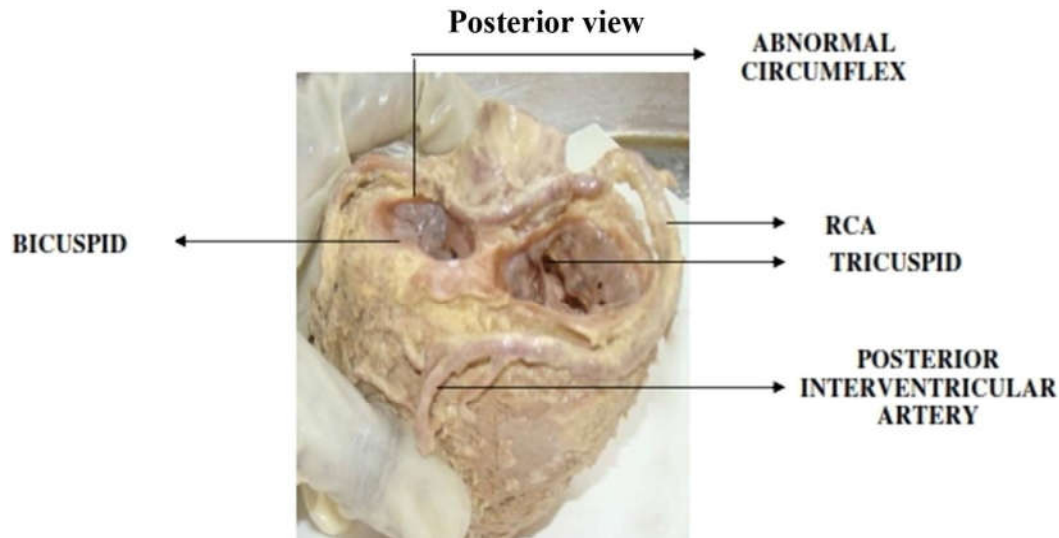 Posterior view
ABNORMAL
CIRCUMFLEX
BICUSPID
RCA
TRICUSPID
POSTERIOR
INTERVENTRICULAR
ARTERY